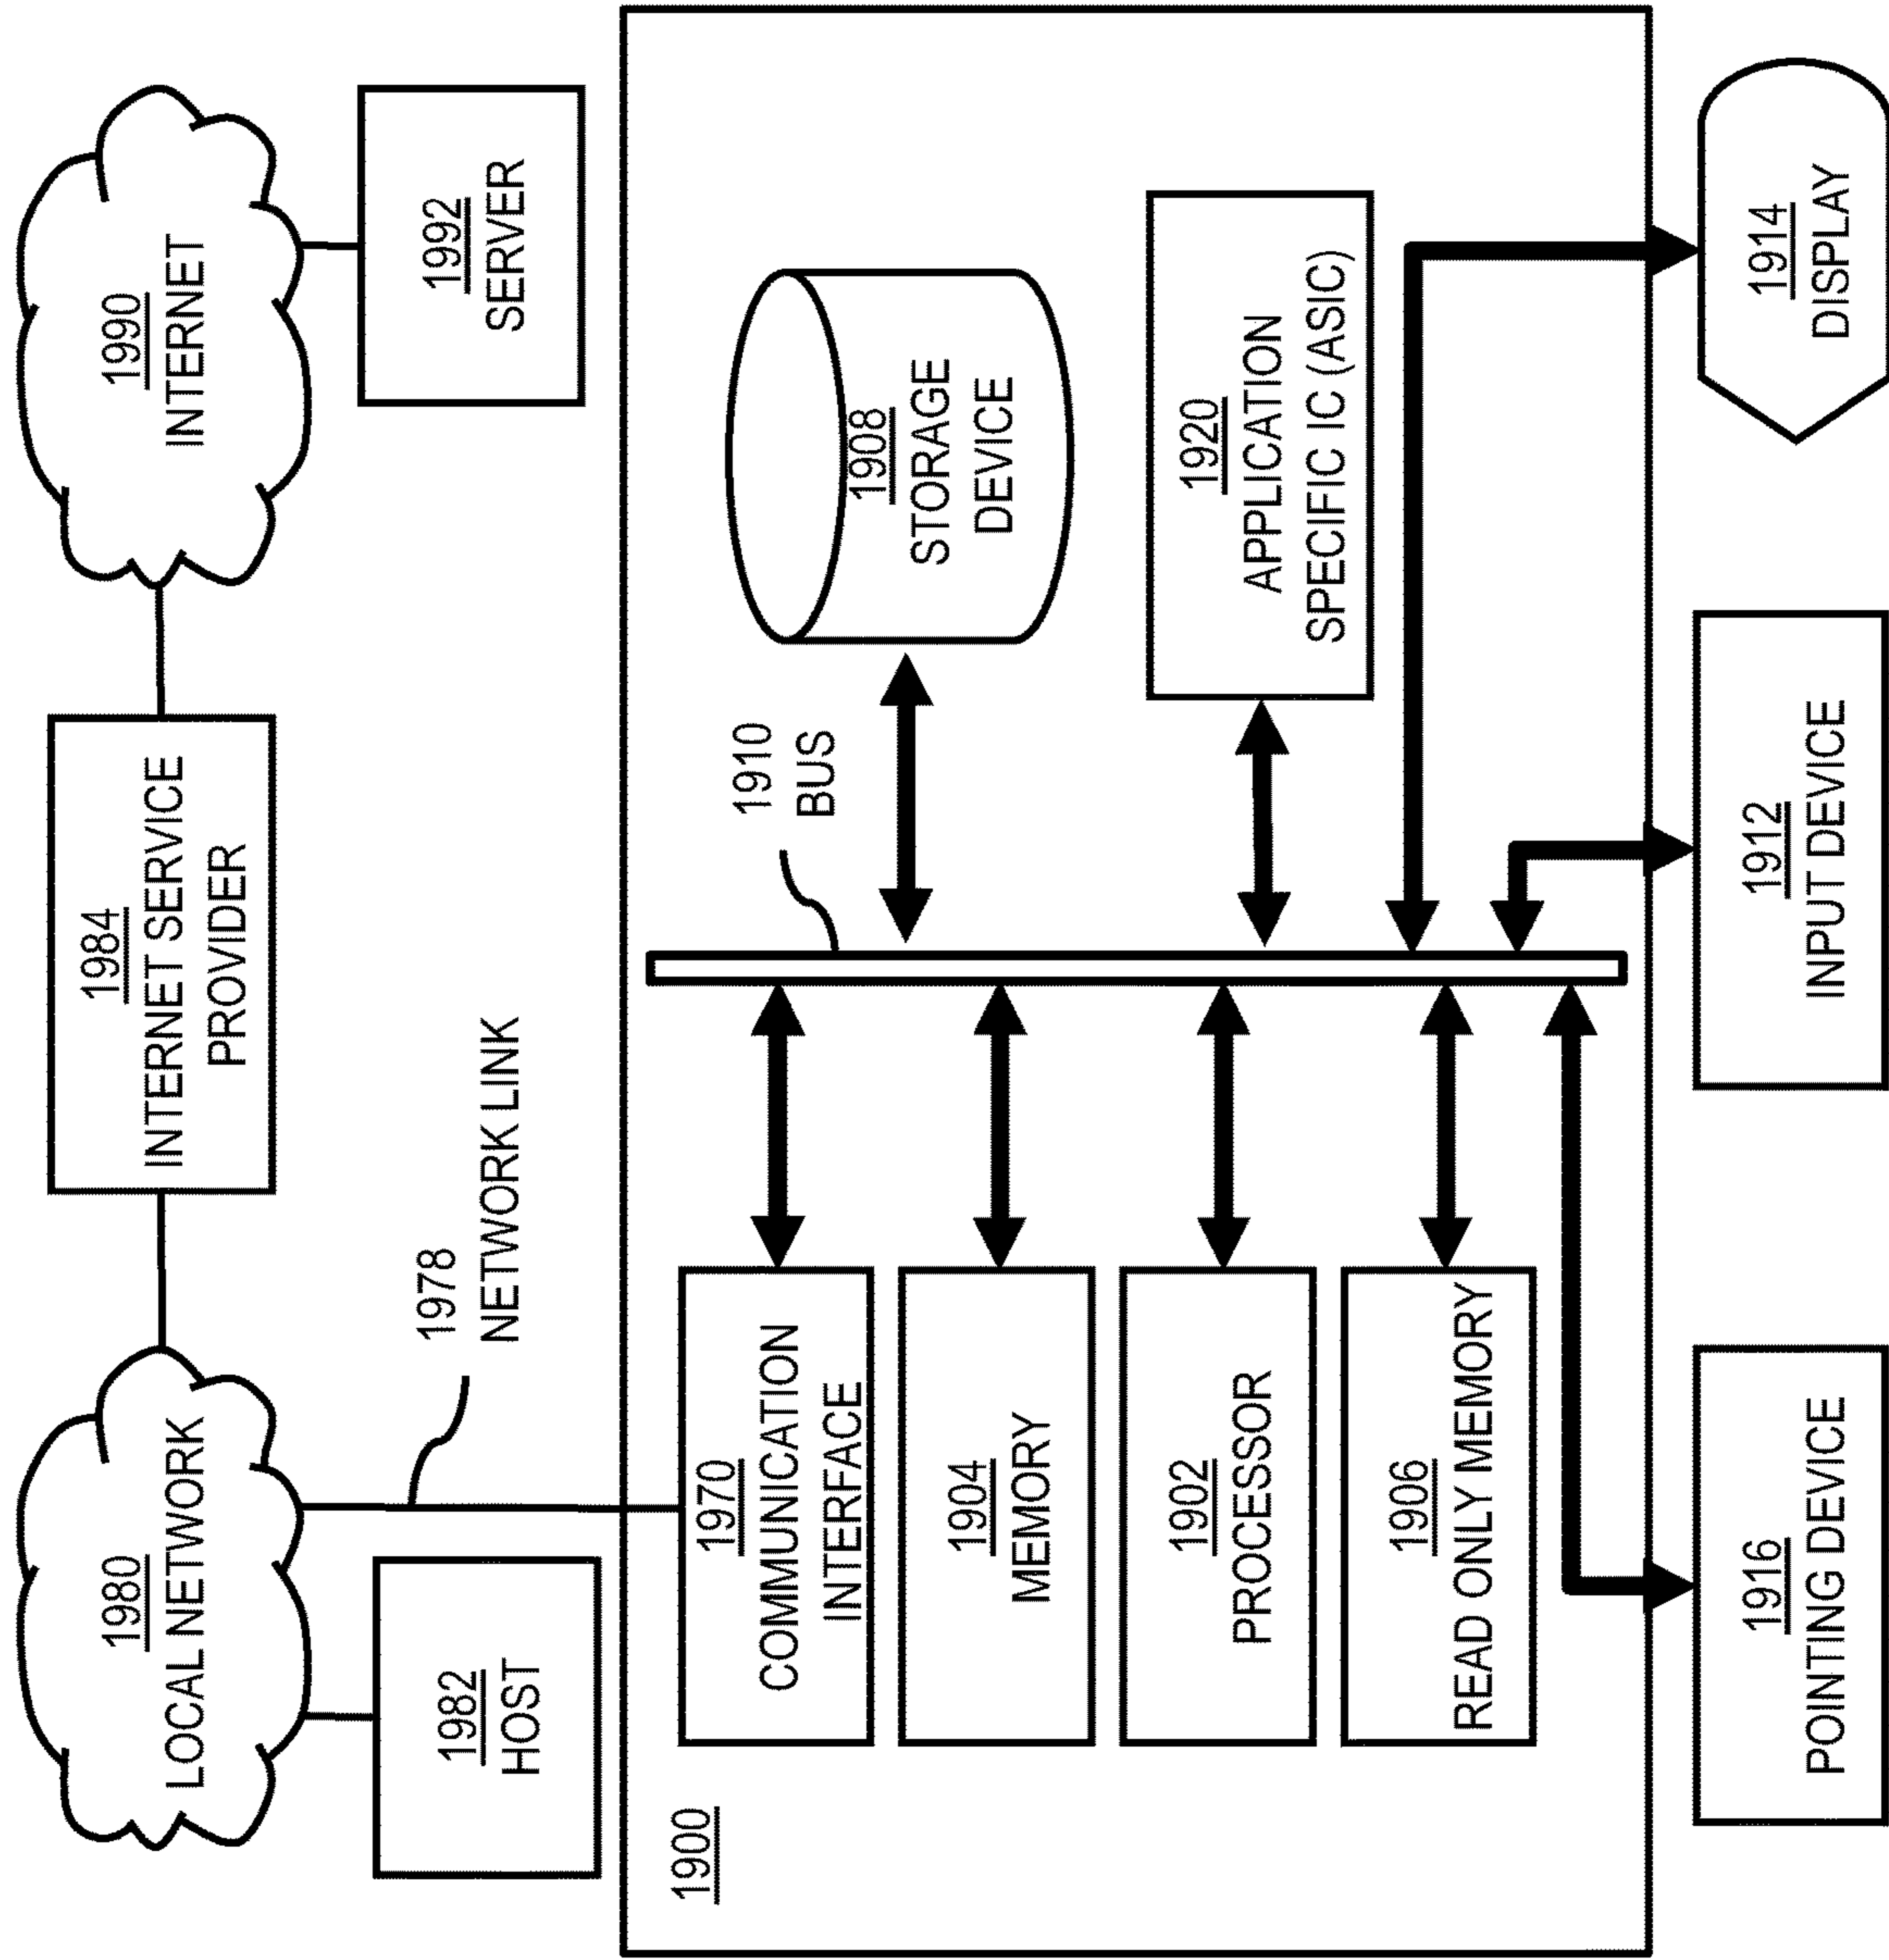 1980
LOCAL NETWORK
1984
INTERNET SERVICE
PROVIDER
1990
INTERNET
1982
HOST
1978
NETWORK LINK
1992
SERVER
1900
1970
COMMUNICATION
INTERFACE
1904
MEMORY
1902
PROCESSOR
1906
READ ONLY MEMORY
1910
BUS
1908
STORAGE
DEVICE
1920
APPLICATION
SPECIFIC IC (ASIC)
1916
POINTING DEVICE
1912
INPUT DEVICE
1914
DISPLAY